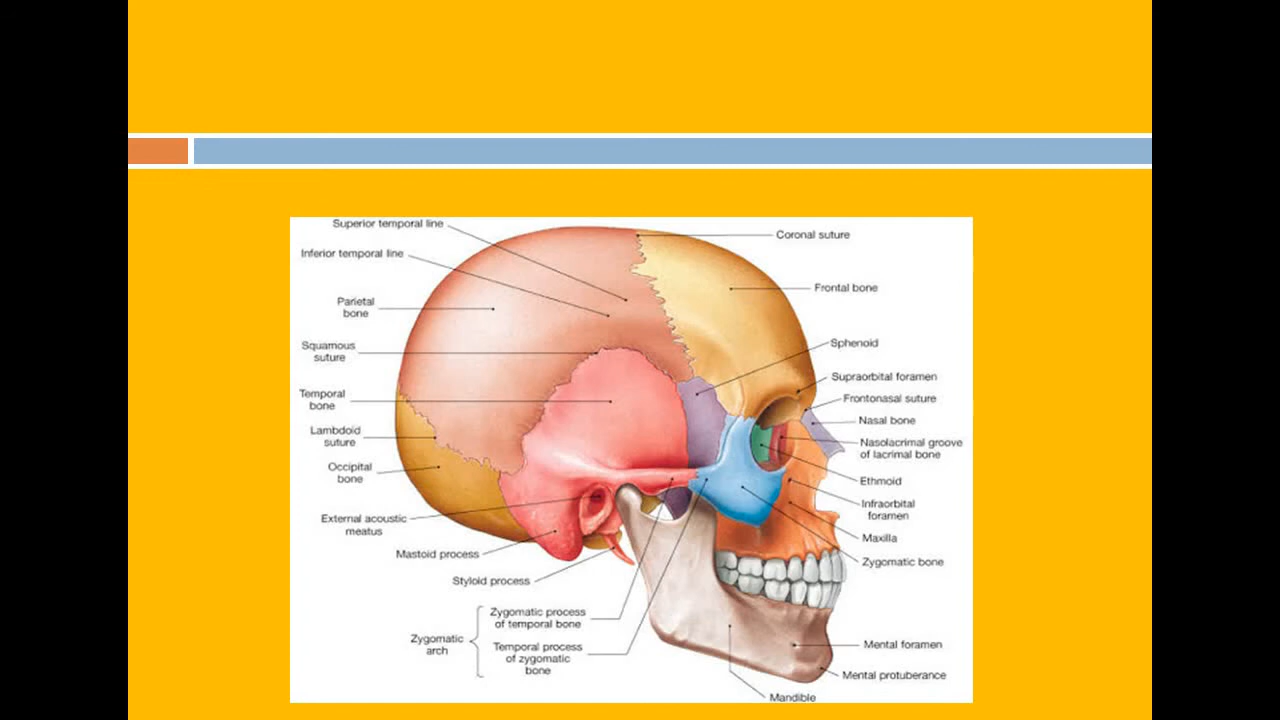 Superior temporal line
Inferior temporal line
Parietal
bone
Squamous
suture
Temporal
bone
Lambdoid
suture
Occipital
bone
External acoustic
meatus
Mastoid process
Styloid process
Zygomatic
arch
Zygomatic process
of temporal bone
Temporal process
of zygomatic
bone
Coronal suture
Frontal bone
Sphenoid
Supraorbital foramen
Frontonasal suture
Nasal bone
Nasolacrimal groove
of lacrimal bone
Ethmoid
Infraorbital
foramen
Maxilla
Zygomatic bone
Mental foramen
Mental protuberance
Mandible